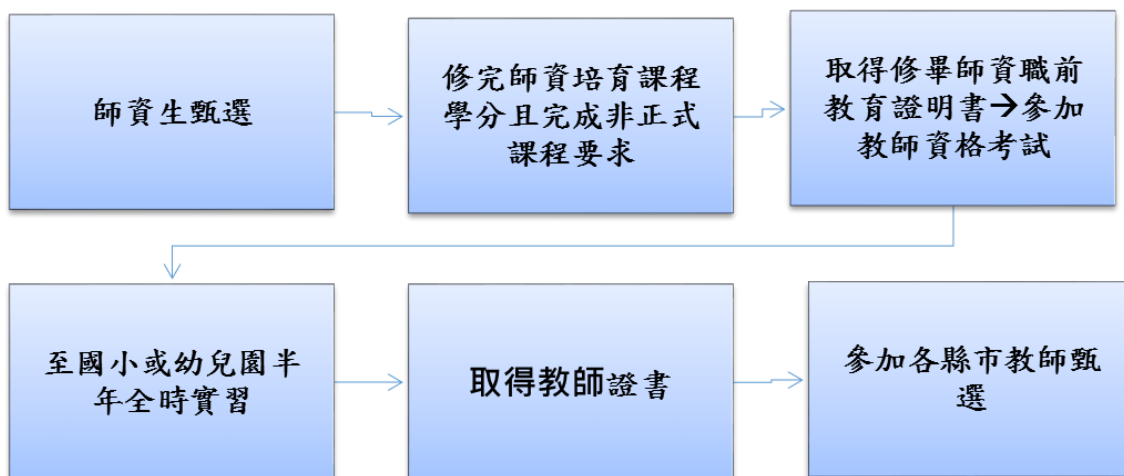 師資生甄選
修完師資培育課程
學分且完成非正式
課程要求
取得修畢師資職前
教育證明書→參加
教師資格考試
至國小或幼兒園半
年全時實習
取得教師證書
參加各縣市教師甄
選